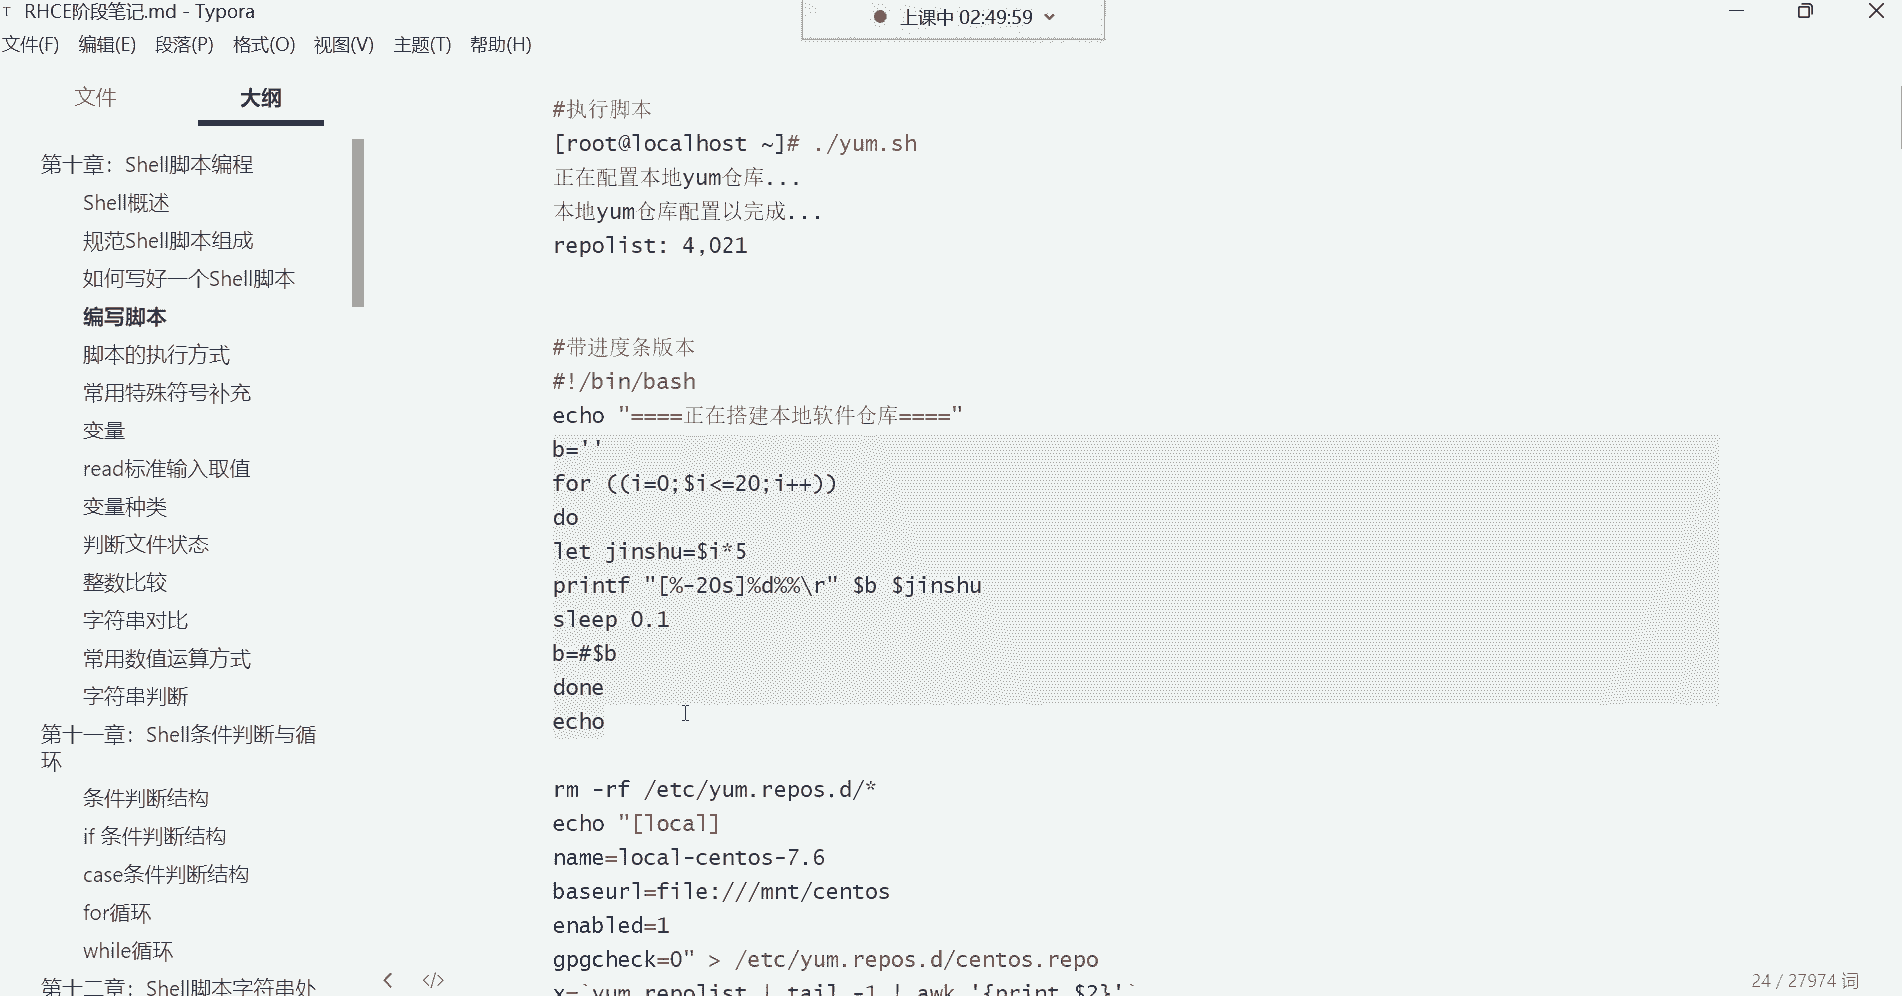 RHCE阶段笔记.md - Typora
上课中 02:49:59
文件(F) 编辑(E) 段落(P) 格式(O) 视图(V) 主题(T) 帮助(H)
文件 大纲
第十章：Shell脚本编程
Shell概述
规范Shell脚本组成
如何写好一个Shell脚本
编写脚本
脚本的执行方式
常用特殊符号补充
变量
read标准输入取值
变量种类
判断文件状态
整数比较
字符串对比
常用数值运算方式
字符串判断
第十一章：Shell条件判断与循
环
条件判断结构
if 条件判断结构
case条件判断结构
for循环
while循环
第十二章：Shell脚本字符串处
#执行脚本
[root@localhost ~]# ./yum.sh
正在配置本地yum仓库...
本地yum仓库配置以完成...
repolist: 4,021
#带进度条版本
#!/bin/bash
echo "====正在搭建本地软件仓库===="
b=''
for ((i=0;$i<=20;i++))
do
let jinshu=$i*5
printf "[%-20s]%d%%\r" $b $jinshu
sleep 0.1
b=#$b
done
echo
rm -rf /etc/yum.repos.d/*
echo "[local]
name=local-centos-7.6
baseurl=file:///mnt/centos
enabled=1
gpgcheck=0" > /etc/yum.repos.d/centos.repo
x=`yum repolist | tail -1 | awk '{print $2}'`
24 / 27974 词